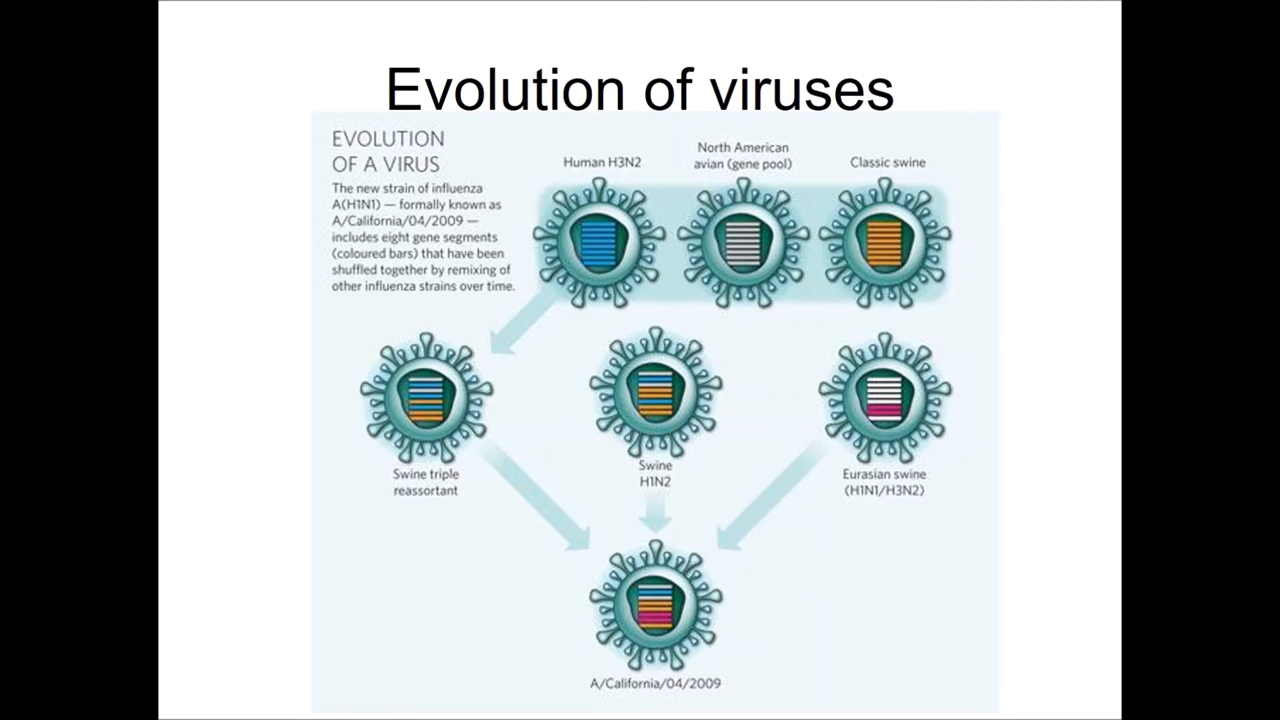 Evolution of viruses
EVOLUTION
OF A VIRUS
The new strain of influenza
A(H1N1) — formally known as
A/California/04/2009 —
includes eight gene segments
(coloured bars) that have been
shuffled together by remixing of
other influenza strains over time.
Human H3N2
North American
avian (gene pool)
Classic swine
Swine triple
reassortant
Swine
H1N2
Eurasian swine
(H1N1/H3N2)
A/California/04/2009